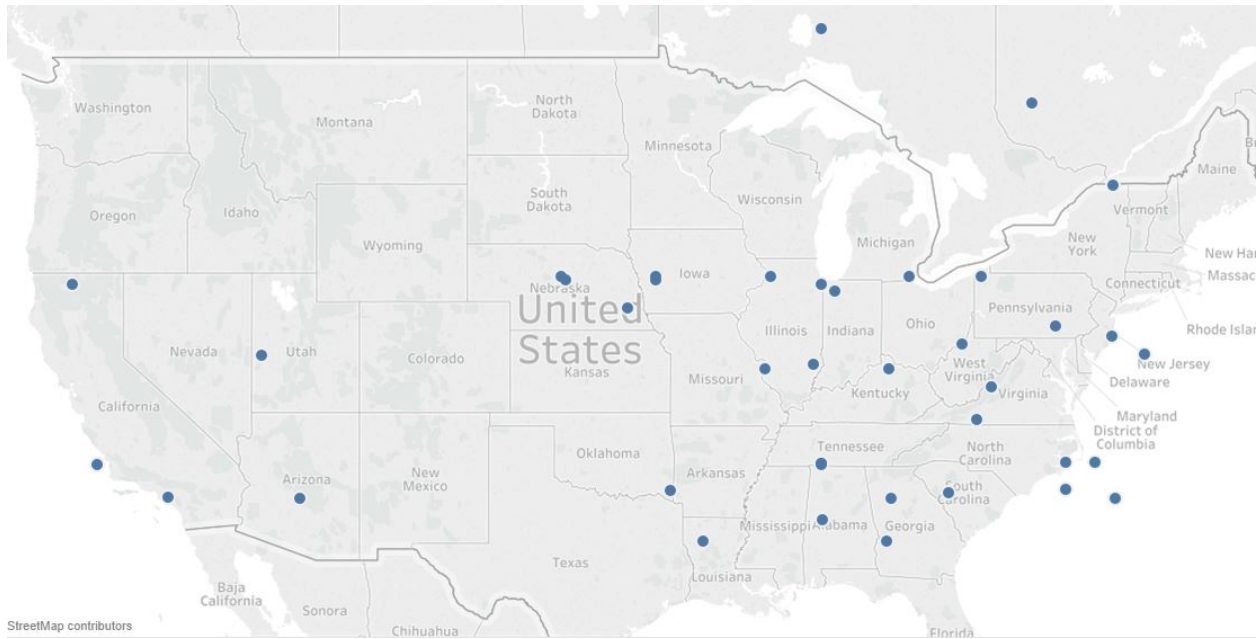 Washington
Montana
North
Dakota
Minnesota
Maine
Oregon
Idaho
South
Dakota
Wisconsin
Vermont
Wyoming
Michigan
New
York
New Ha
Massac
Iowa
Nebraska
Connecticut
Pennsylvania
United
States
Rhode Islan
Nevada
Utah
Colorado
Illinois
Indiana
Ohio
Kansas
Missouri
West
Virginia
New Jersey
Delaware
Kentucky
Virginia
California
Maryland
District of
Columbia
Tennessee
North
Carolina
Oklahoma
Arkansas
Arizona
New
Mexico
South
Carolina
Mississippi
Alabama
Georgia
Texas
Louisiana
Baja
California
Sonora
Chihuahua
Florida
StreetMap contributors